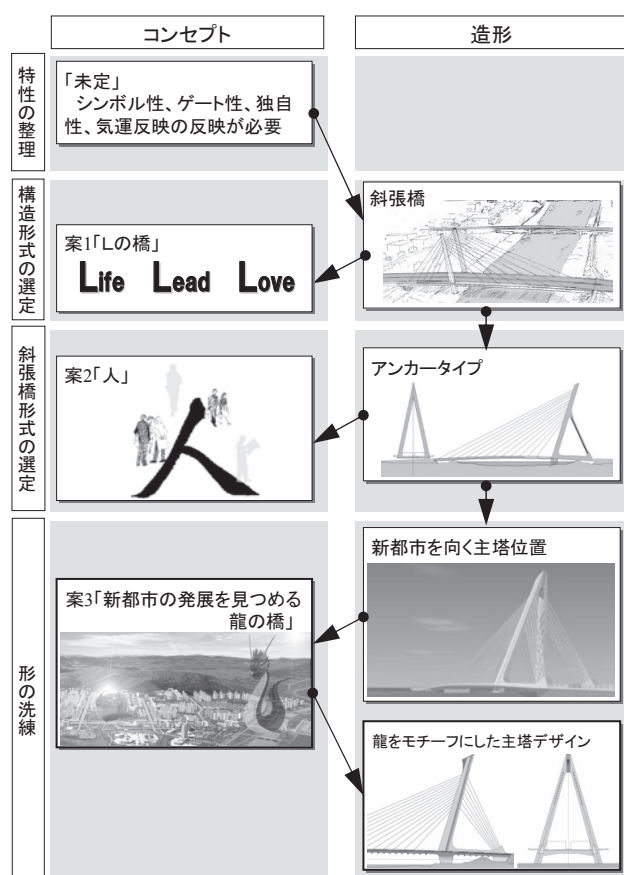 コンセプト
造形
特性の整理
「未定」
シンボル性、ゲート性、独自
性、気運反映の反映が必要
構造形式の選定
斜張橋
案1「Lの橋」
Life Lead Love
斜張橋形式の選定
アンカータイプ
案2「人」
人
形の洗練
新都市を向く主塔位置
案3「新都市の発展を見つめる
龍の橋」
龍をモチーフにした主塔デザイン